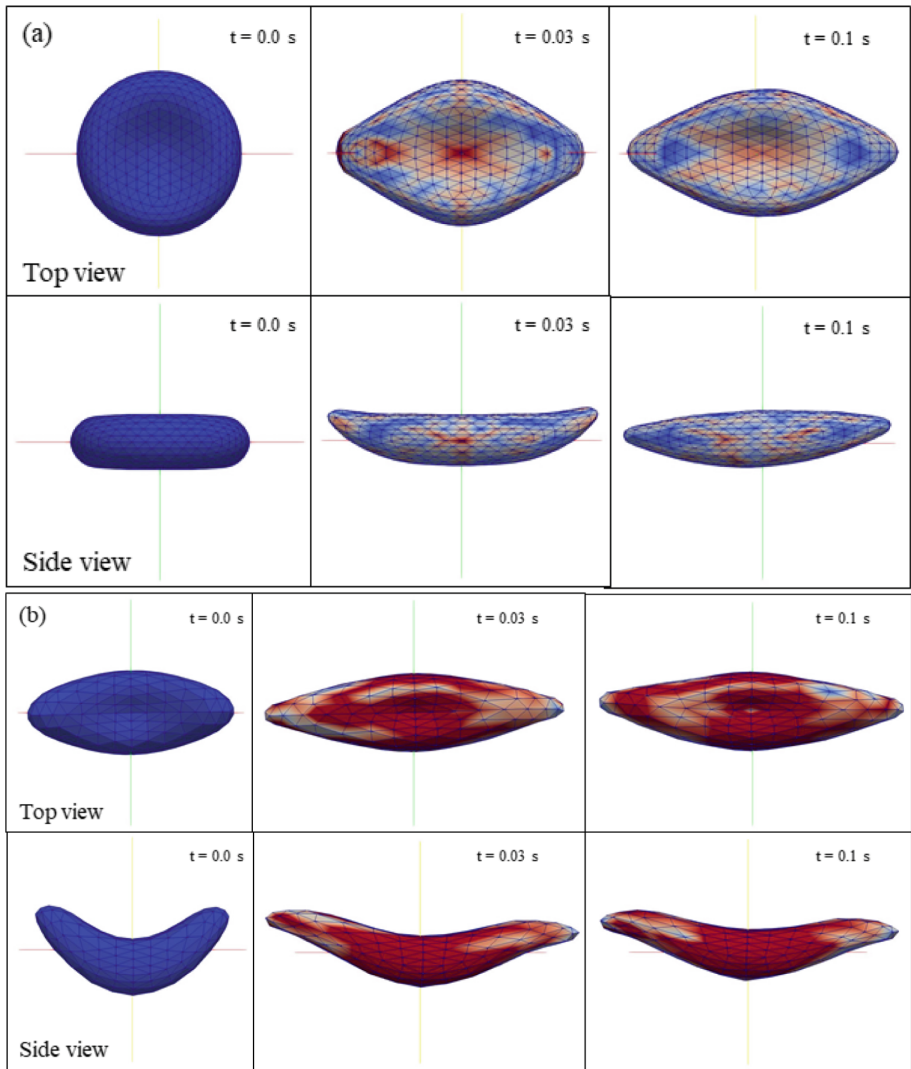 (a)
t = 0.0 s
t = 0.03 s
t = 0.1 s
Top view
t = 0.0 s
t = 0.03 s
t = 0.1 s
Side view
(b)
t = 0.0 s
t = 0.03 s
t = 0.1 s
Top view
t = 0.0 s
t = 0.03 s
t = 0.1 s
Side view